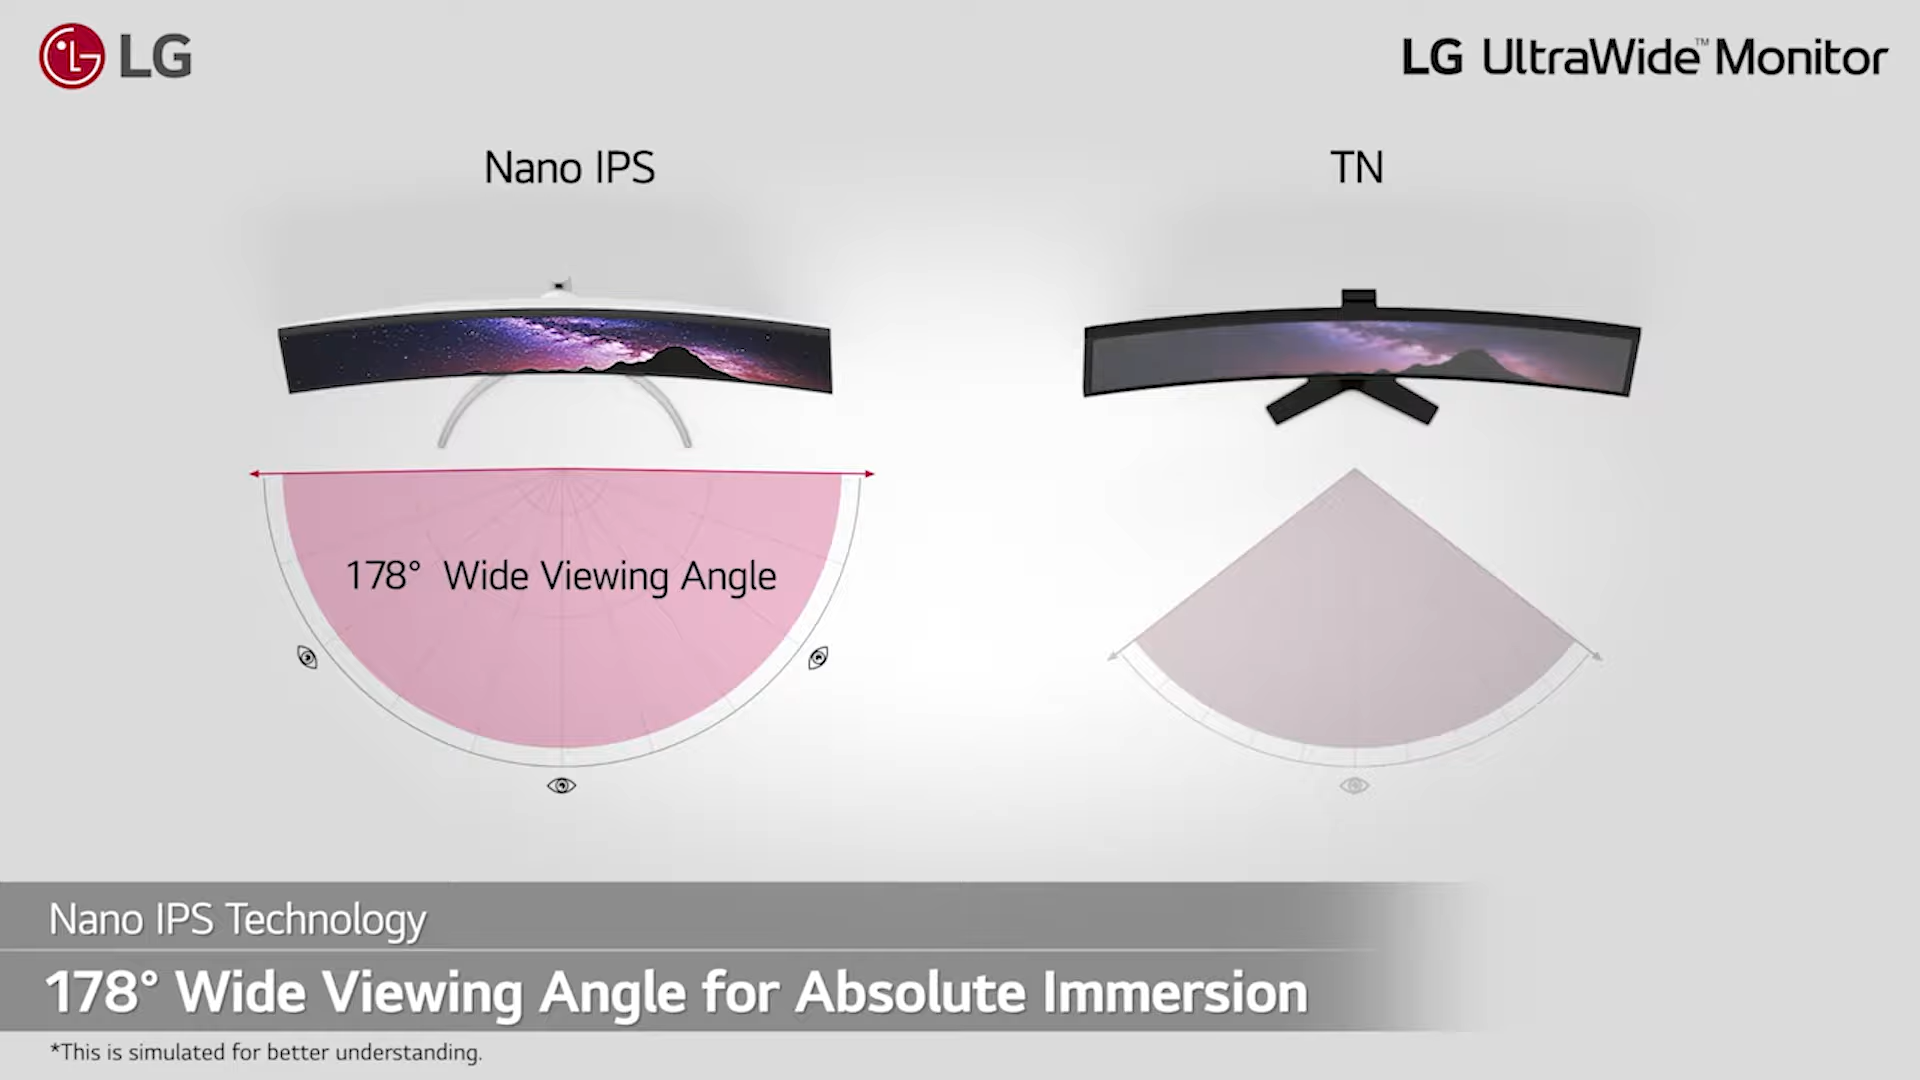 LG
LG UltraWide™ Monitor
Nano IPS
TN
178° Wide Viewing Angle
Nano IPS Technology
178° Wide Viewing Angle for Absolute Immersion
*This is simulated for better understanding.